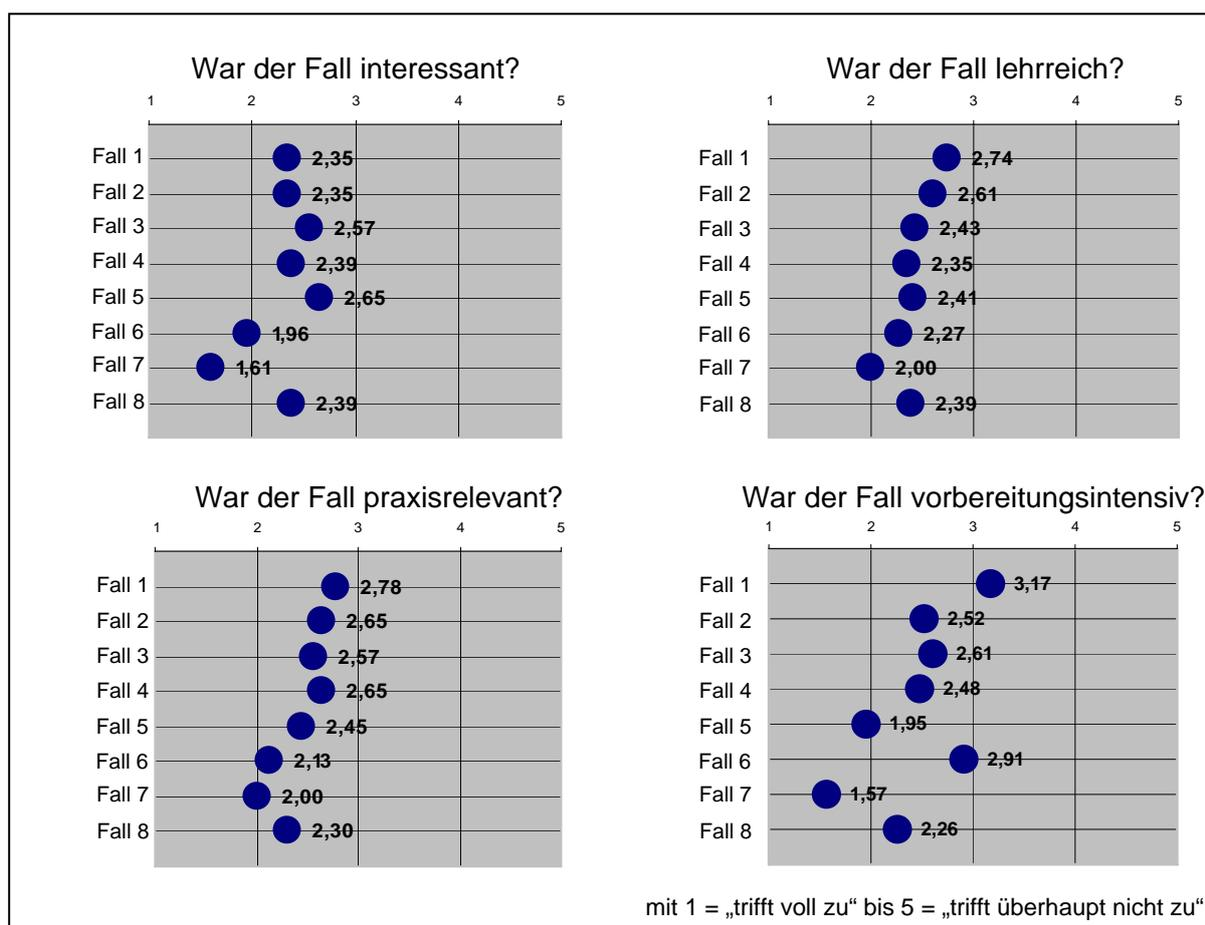 War der Fall interessant?
1 2 3 4 5
Fall 1 2,35
Fall 2 2,35
Fall 3 2,57
Fall 4 2,39
Fall 5 2,65
Fall 6 1,96
Fall 7 1,61
Fall 8 2,39
War der Fall lehrreich?
1 2 3 4 5
Fall 1 2,74
Fall 2 2,61
Fall 3 2,43
Fall 4 2,35
Fall 5 2,41
Fall 6 2,27
Fall 7 2,00
Fall 8 2,39
War der Fall praxisrelevant?
1 2 3 4 5
Fall 1 2,78
Fall 2 2,65
Fall 3 2,57
Fall 4 2,65
Fall 5 2,45
Fall 6 2,13
Fall 7 2,00
Fall 8 2,30
War der Fall vorbereitungsintensiv?
1 2 3 4 5
Fall 1 3,17
Fall 2 2,52
Fall 3 2,61
Fall 4 2,48
Fall 5 1,95
Fall 6 2,91
Fall 7 1,57
Fall 8 2,26
mit 1 = „trifft voll zu“ bis 5 = „trifft überhaupt nicht zu“